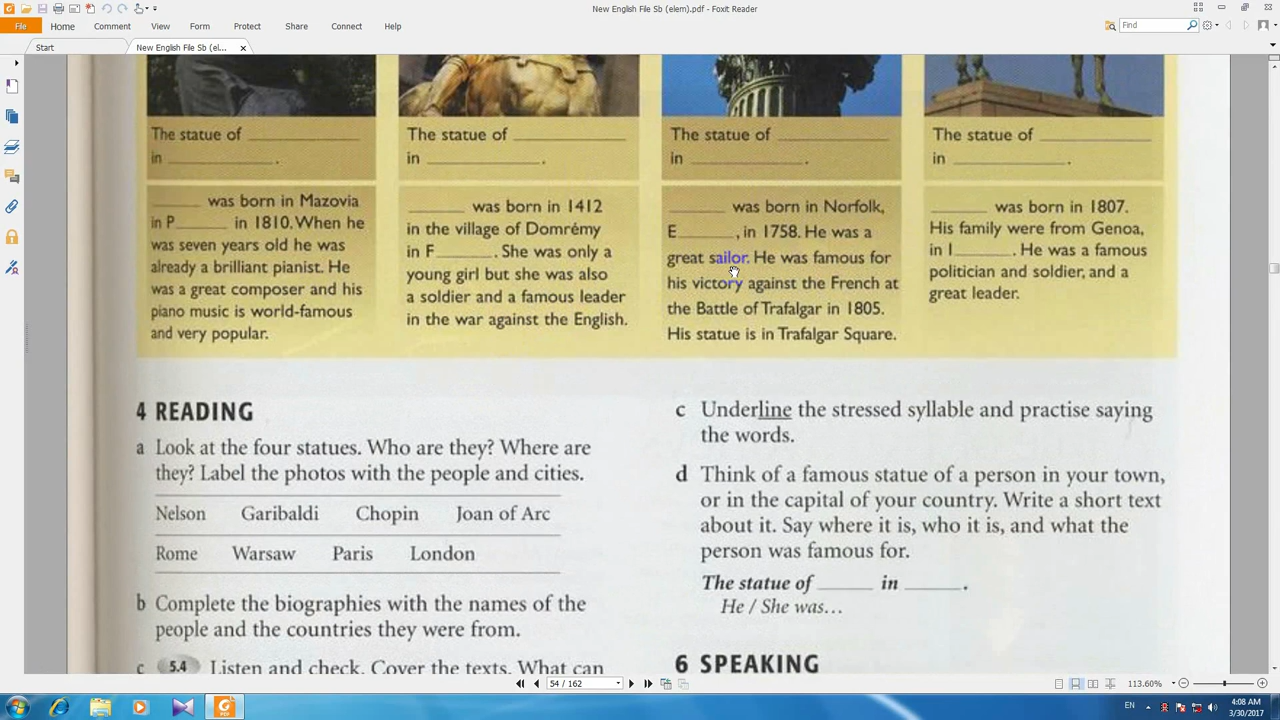 New English File Sb (elern).pdf - Foxit Reader
File Home Comment View Form Protect Share Connect Help
Find
Start
New English File Sb (el...
The statue of ____________
in ____________.
______ was born in Mazovia
in P______ in 1810. When he
was seven years old he was
already a brilliant pianist. He
was a great composer and his
piano music is world-famous
and very popular.
The statue of ____________
in ____________.
______ was born in 1412
in the village of Domrémy
in F______. She was only a
young girl but she was also
a soldier and a famous leader
in the war against the English.
The statue of ____________
in ____________.
______ was born in Norfolk,
E______, in 1758. He was a
great sailor. He was famous for
his victory against the French at
the Battle of Trafalgar in 1805.
His statue is in Trafalgar Square.
The statue of ____________
in ____________.
______ was born in 1807.
His family were from Genoa,
in I______. He was a famous
politician and soldier, and a
great leader.
4 READING
a Look at the four statues. Who are they? Where are
they? Label the photos with the people and cities.
Nelson Garibaldi Chopin Joan of Arc
Rome Warsaw Paris London
b Complete the biographies with the names of the
people and the countries they were from.
c 5.4 Listen and check. Cover the texts. What can
c Underline the stressed syllable and practise saying
the words.
d Think of a famous statue of a person in your town,
or in the capital of your country. Write a short text
about it. Say where it is, who it is, and what the
person was famous for.
The statue of ______ in ______.
He / She was...
6 SPEAKING
54 / 162
113.60%
EN
4:08 AM
3/30/2017